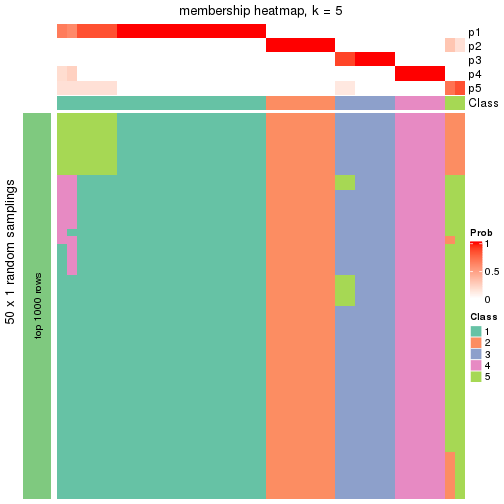 membership heatmap, k = 5
p1
p2
p3
p4
p5
Class
50 x 1 random samplings
top 1000 rows
Prob
1
0.5
0
Class
1
2
3
4
5